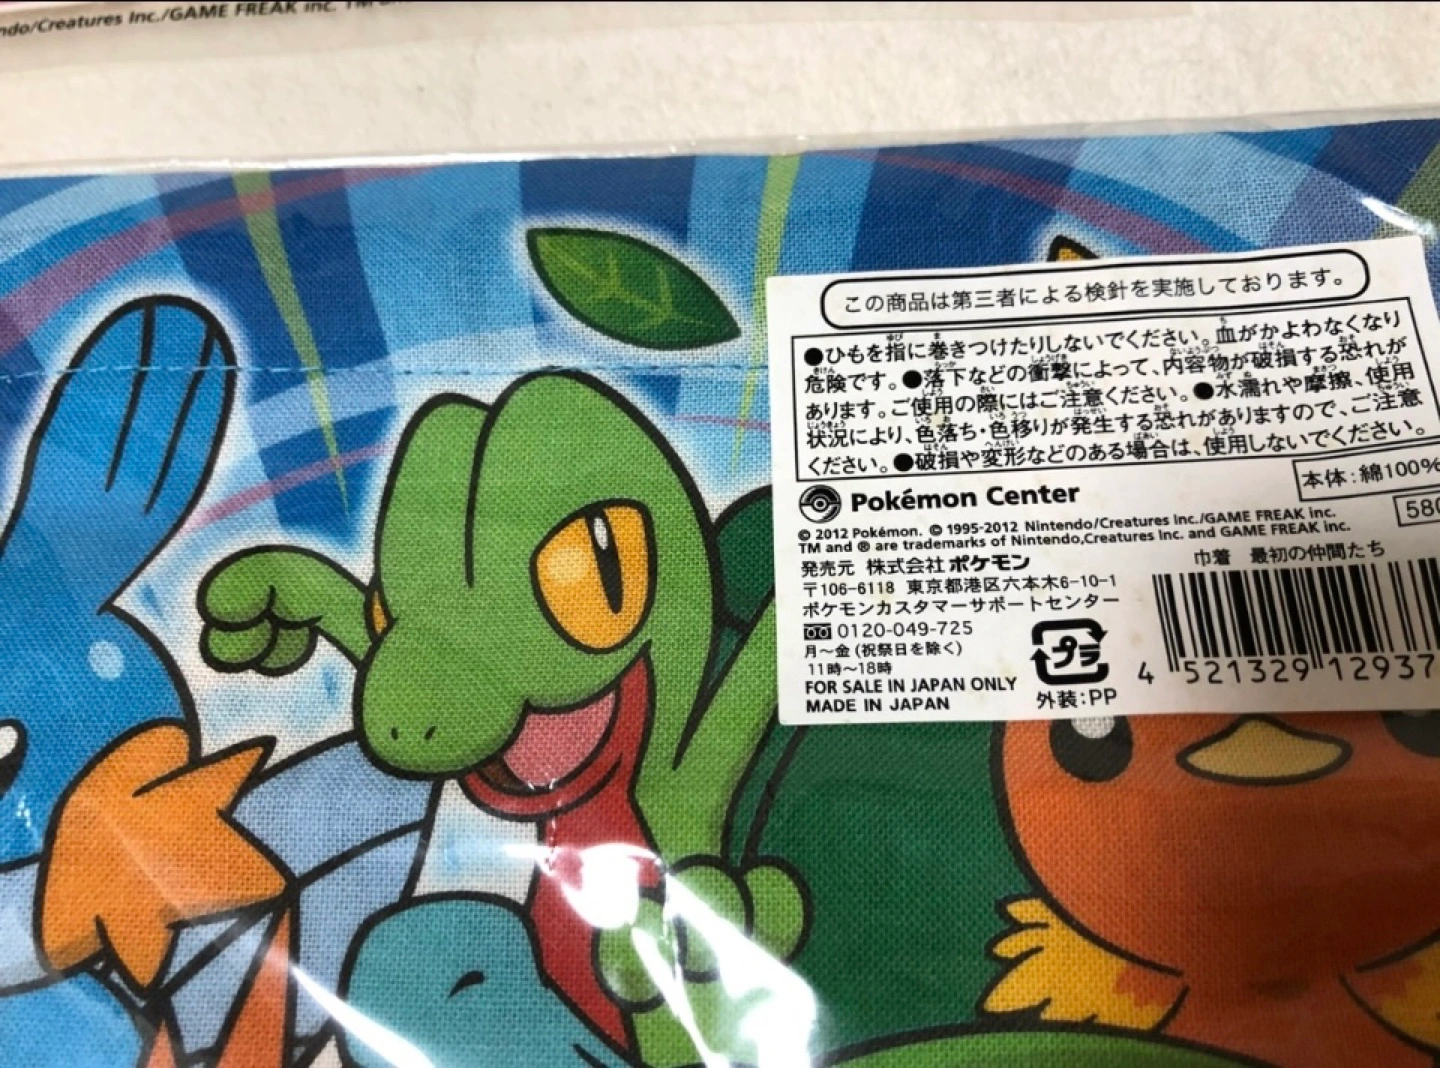 ndo/Creatures Inc./GAME FREAK inc. TM
この商品は第三者による検針を実施しております。
●ひもを指に巻きつけたりしないでください。血がかよわなくなり
危険です。●落下などの衝撃によって、内容物が破損する恐れが
あります。ご使用の際にはご注意ください。●水濡れや摩擦、使用
状況により、色落ち・色移りが発生する恐れがありますので、ご注意
ください。●破損や変形などのある場合は、使用しないでください。
本体:綿100%
Pokémon Center
580
© 2012 Pokémon. © 1995-2012 Nintendo/Creatures Inc./GAME FREAK inc.
TM and ® are trademarks of Nintendo,Creatures Inc. and GAME FREAK inc.
発売元 株式会社ポケモン
巾着 最初の仲間たち
〒106-6118 東京都港区六本木6-10-1
ポケモンカスタマーサポートセンター
0120-049-725
月〜金(祝祭日を除く)
11時〜18時
プラ
4 521329 12937
FOR SALE IN JAPAN ONLY
MADE IN JAPAN
外装:PP